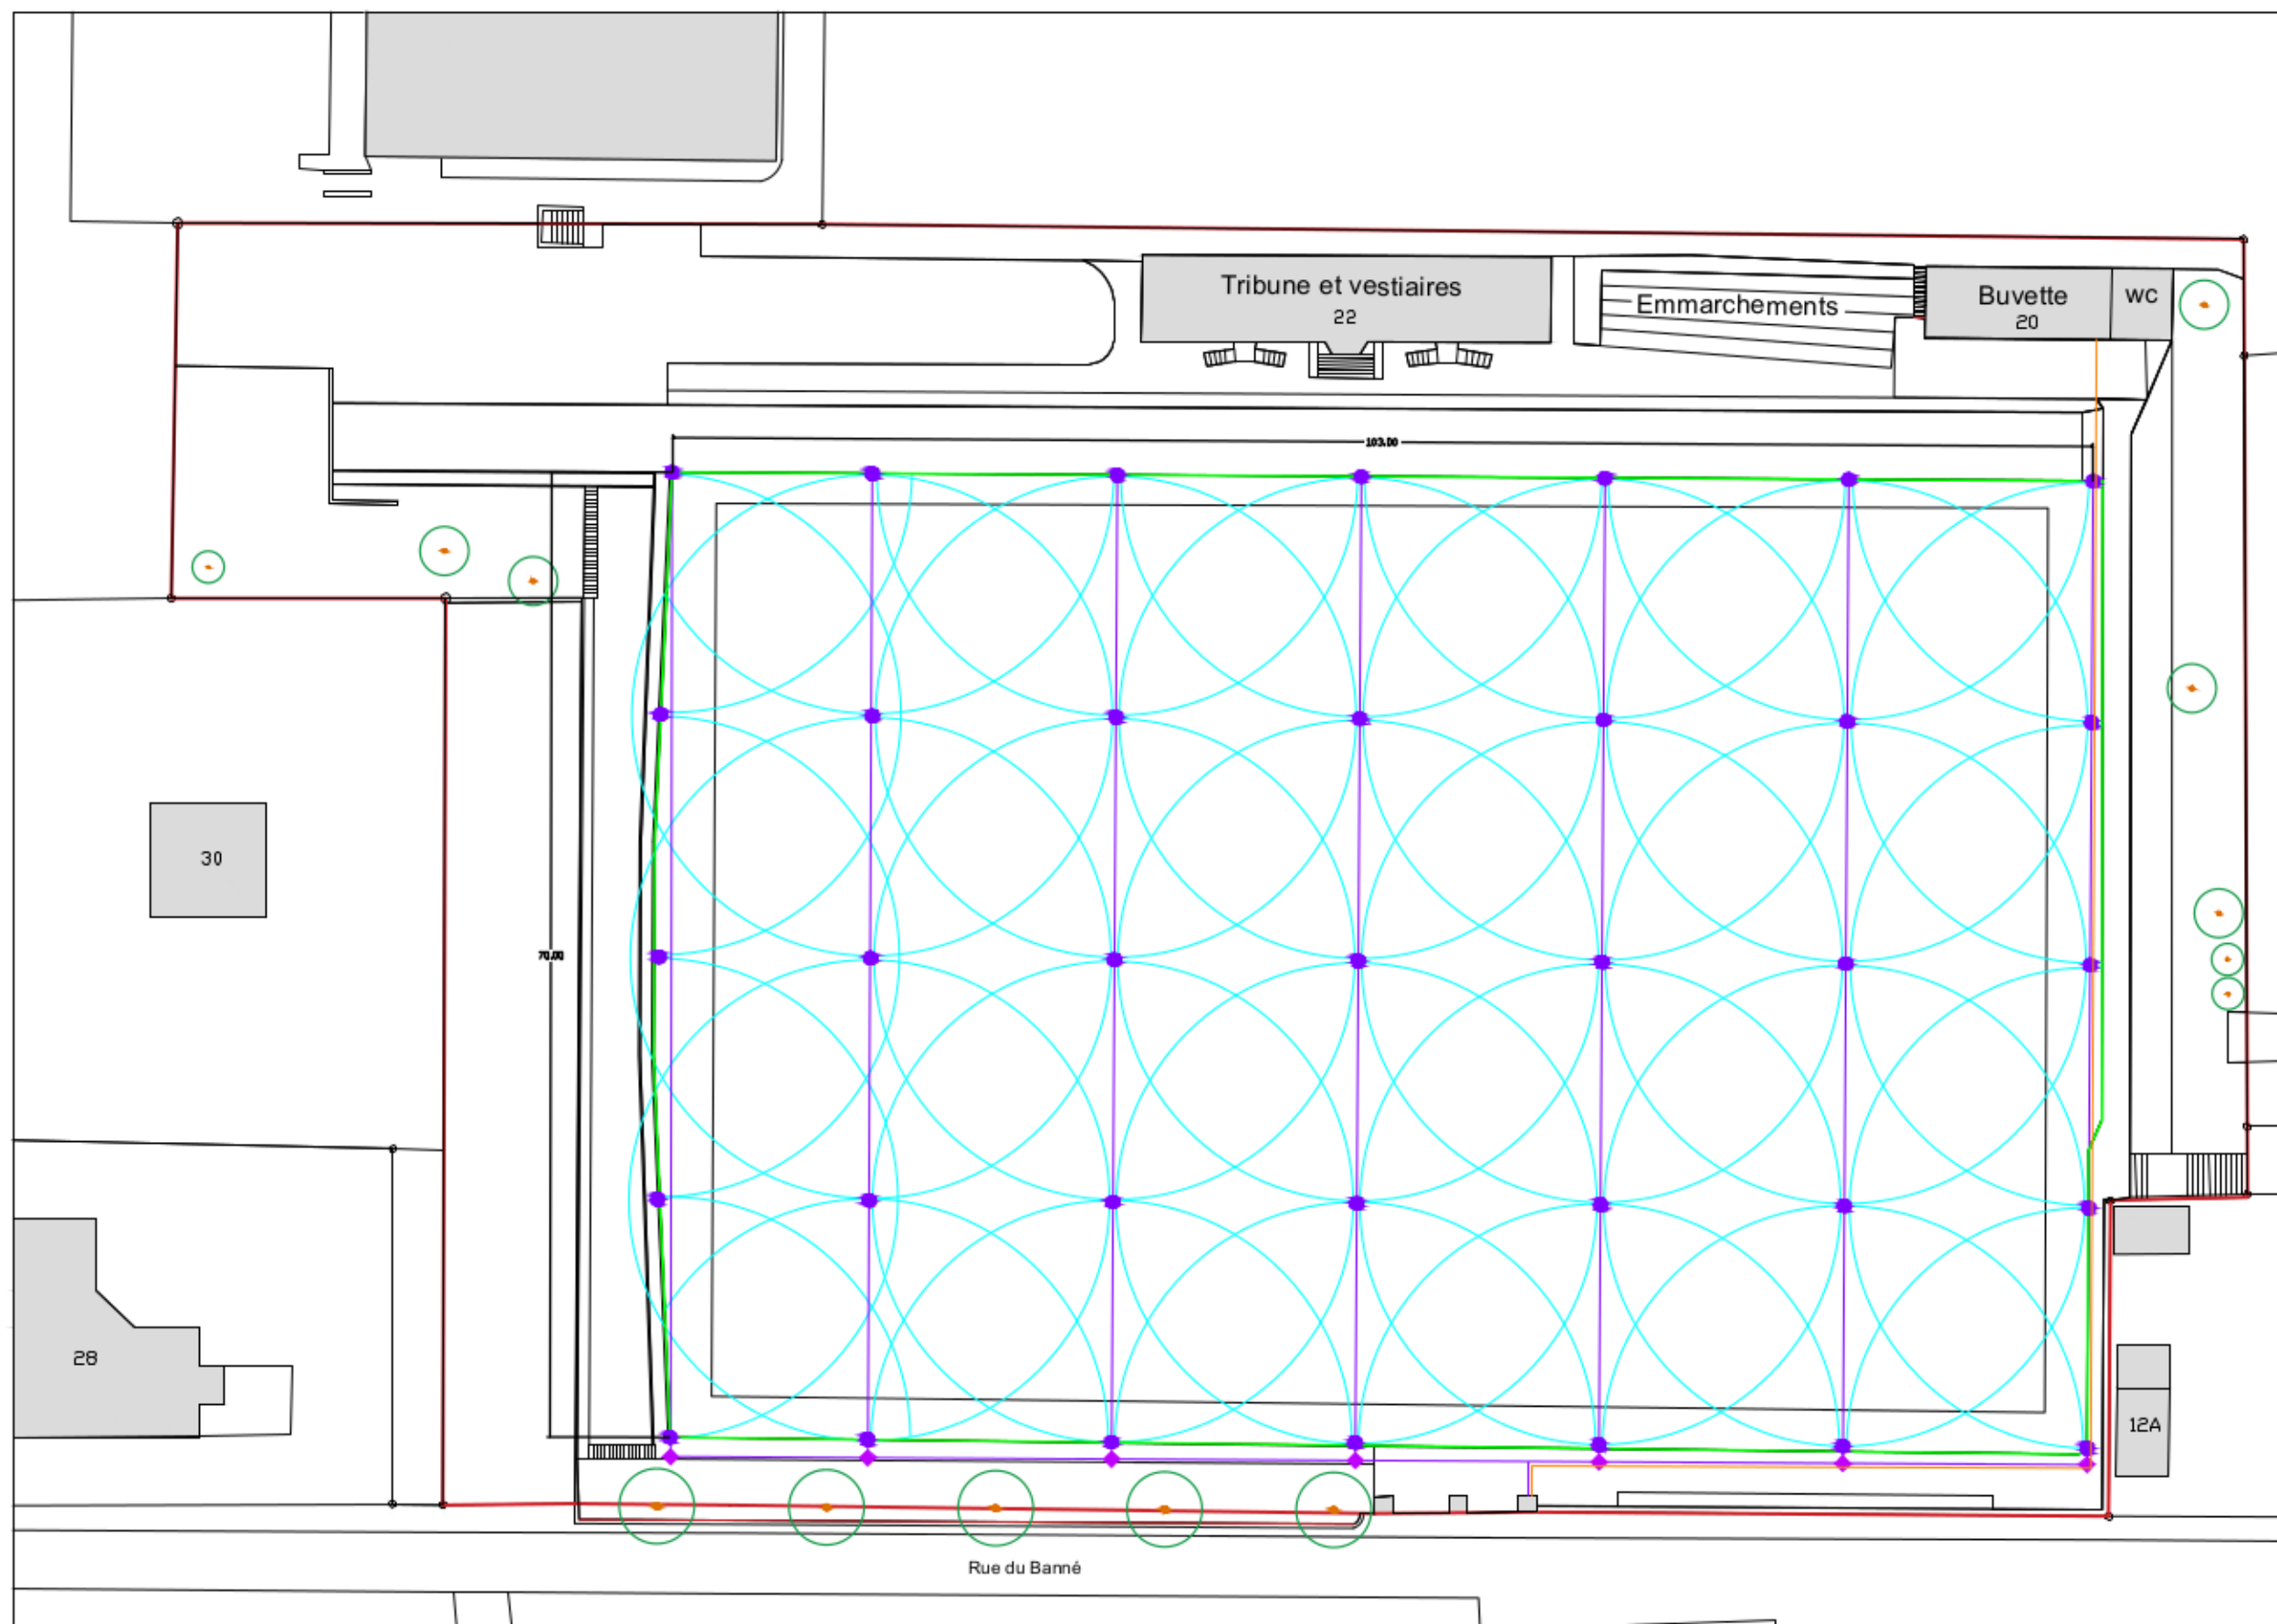 Tribune et vestiaires
22
Emmarchements
Buvette
20
WC
103.00
30
70.00
28
12A
Rue du Banné